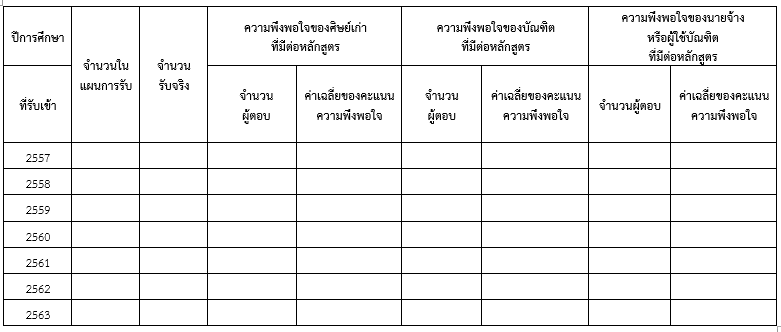 ปีการศึกษา
ที่รับเข้า
จำนวนใน
แผนการรับ
จำนวน
รับจริง
ความพึงพอใจของศิษย์เก่า
ที่มีต่อหลักสูตร
ความพึงพอใจของบัณฑิต
ที่มีต่อหลักสูตร
ความพึงพอใจของนายจ้าง
หรือผู้ใช้บัณฑิต
ที่มีต่อหลักสูตร
จำนวน
ผู้ตอบ
ค่าเฉลี่ยของคะแนน
ความพึงพอใจ
จำนวน
ผู้ตอบ
ค่าเฉลี่ยของคะแนน
ความพึงพอใจ
จำนวนผู้ตอบ
ค่าเฉลี่ยของคะแนน
ความพึงพอใจ
2557
2558
2559
2560
2561
2562
2563